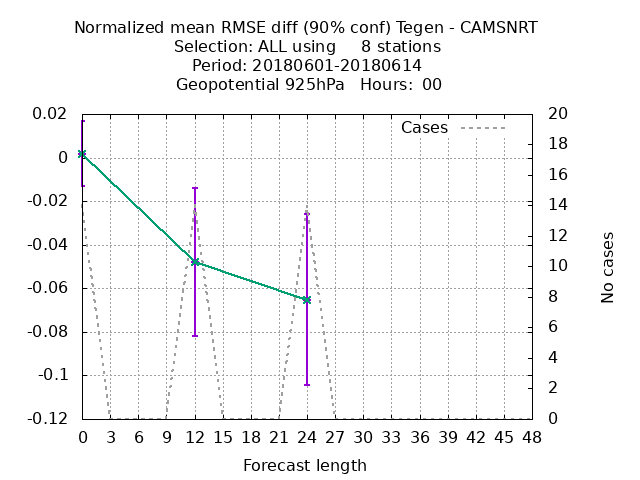 Normalized mean RMSE diff (90% conf) Tegen - CAMSNRT
Selection: ALL using 8 stations
Period: 20180601-20180614
Geopotential 925hPa Hours: 00
Cases
0.02
0
-0.02
-0.04
-0.06
-0.08
-0.1
-0.12
20
18
16
14
12
10
8
6
4
2
0
No cases
0 3 6 9 12 15 18 21 24 27 30 33 36 39 42 45 48
Forecast length